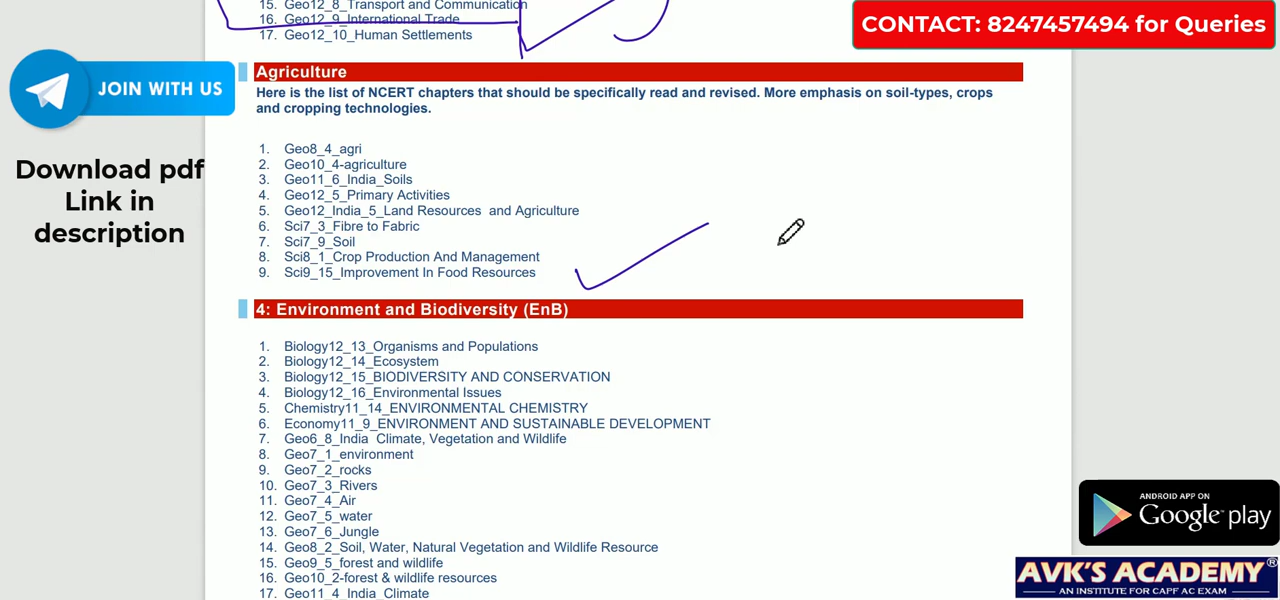 15. Geo12_8_Transport and Communication
16. Geo12_9_International Trade
17. Geo12_10_Human Settlements
CONTACT: 8247457494 for Queries
JOIN WITH US
Download pdf
Link in
description
Agriculture
Here is the list of NCERT chapters that should be specifically read and revised. More emphasis on soil-types, crops
and cropping technologies.
1. Geo8_4_agri
2. Geo10_4-agriculture
3. Geo11_6_India_Soils
4. Geo12_5_Primary Activities
5. Geo12_India_5_Land Resources and Agriculture
6. Sci7_3_Fibre to Fabric
7. Sci7_9_Soil
8. Sci8_1_Crop Production And Management
9. Sci9_15_Improvement In Food Resources
4: Environment and Biodiversity (EnB)
1. Biology12_13_Organisms and Populations
2. Biology12_14_Ecosystem
3. Biology12_15_BIODIVERSITY AND CONSERVATION
4. Biology12_16_Environmental Issues
5. Chemistry11_14_ENVIRONMENTAL CHEMISTRY
6. Economy11_9_ENVIRONMENT AND SUSTAINABLE DEVELOPMENT
7. Geo6_8_India Climate, Vegetation and Wildlife
8. Geo7_1_environment
9. Geo7_2_rocks
10. Geo7_3_Rivers
11. Geo7_4_Air
12. Geo7_5_water
13. Geo7_6_Jungle
14. Geo8_2_Soil, Water, Natural Vegetation and Wildlife Resource
15. Geo9_5_forest and wildlife
16. Geo10_2-forest & wildlife resources
17. Geo11_4_India_Climate
ANDROID APP ON
Google play
AVK'S ACADEMY®
AN INSTITUTE FOR CAPF AC EXAM